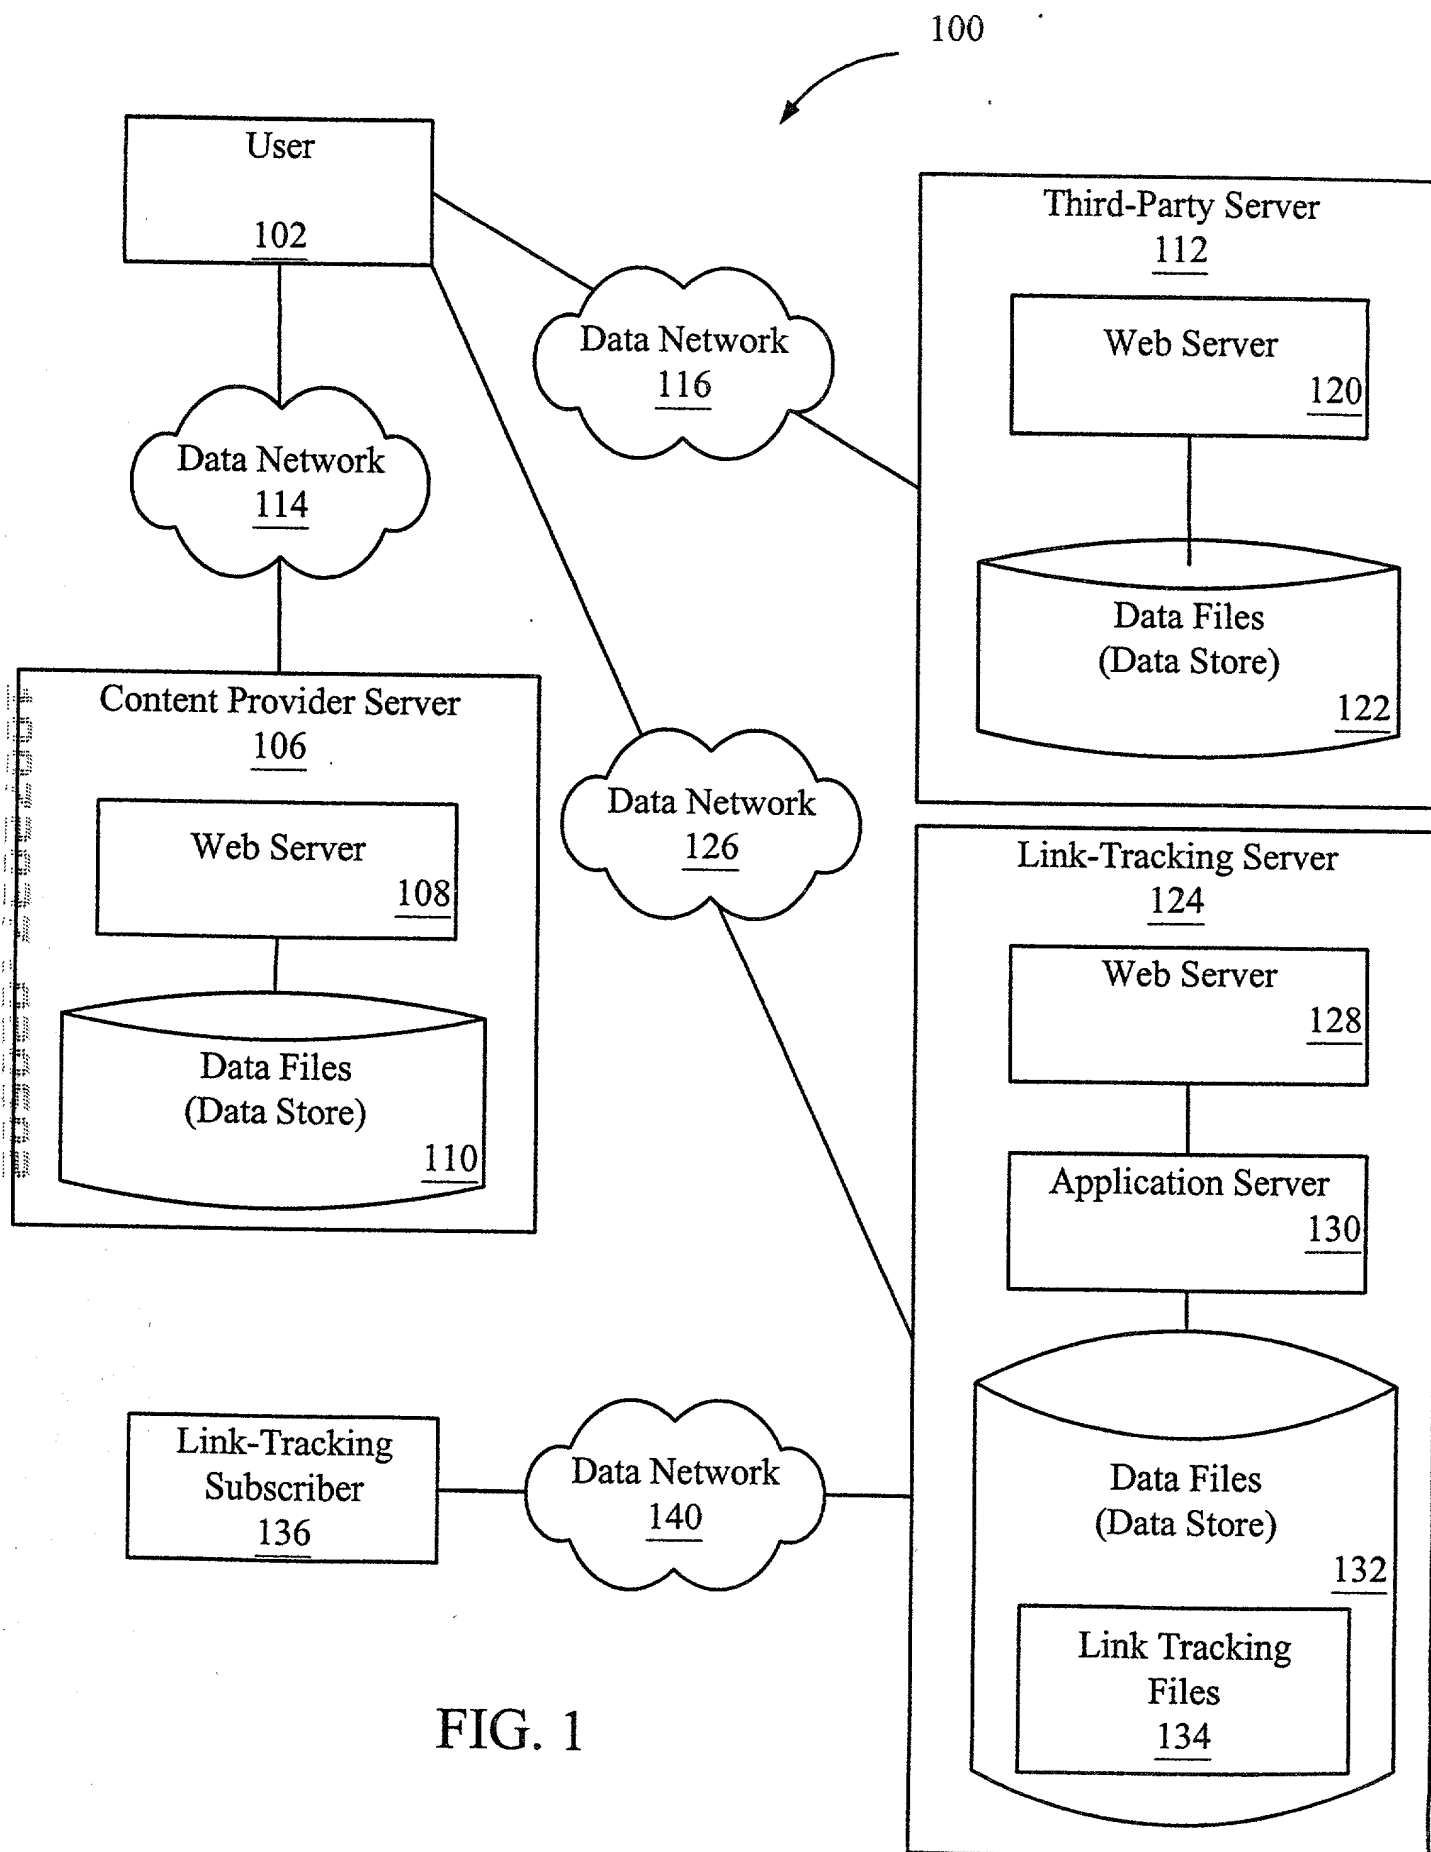 100
User
102
Data Network
116
Third-Party Server
112
Web Server
120
Data Files
(Data Store)
122
Data Network
114
Content Provider Server
106
Web Server
108
Data Files
(Data Store)
110
Data Network
126
Link-Tracking Server
124
Web Server
128
Application Server
130
Data Files
(Data Store)
132
Link Tracking
Files
134
Link-Tracking
Subscriber
136
Data Network
140
FIG. 1